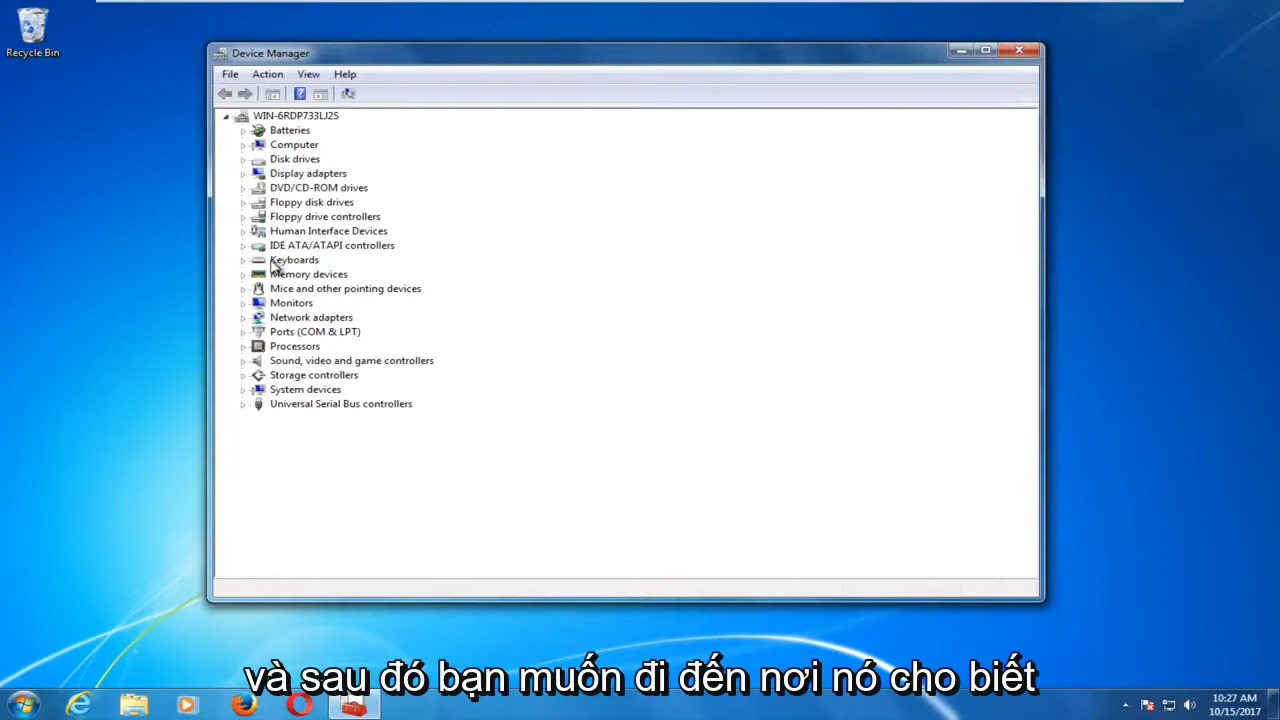 Recycle Bin
Device Manager
File Action View Help
WIN-6RDP733LJ2S
Batteries
Computer
Disk drives
Display adapters
DVD/CD-ROM drives
Floppy disk drives
Floppy drive controllers
Human Interface Devices
IDE ATA/ATAPI controllers
Keyboards
Memory devices
Mice and other pointing devices
Monitors
Network adapters
Ports (COM & LPT)
Processors
Sound, video and game controllers
Storage controllers
System devices
Universal Serial Bus controllers
và sau đó bạn muốn đi đến nơi nó cho biết
10:27 AM
10/15/2017